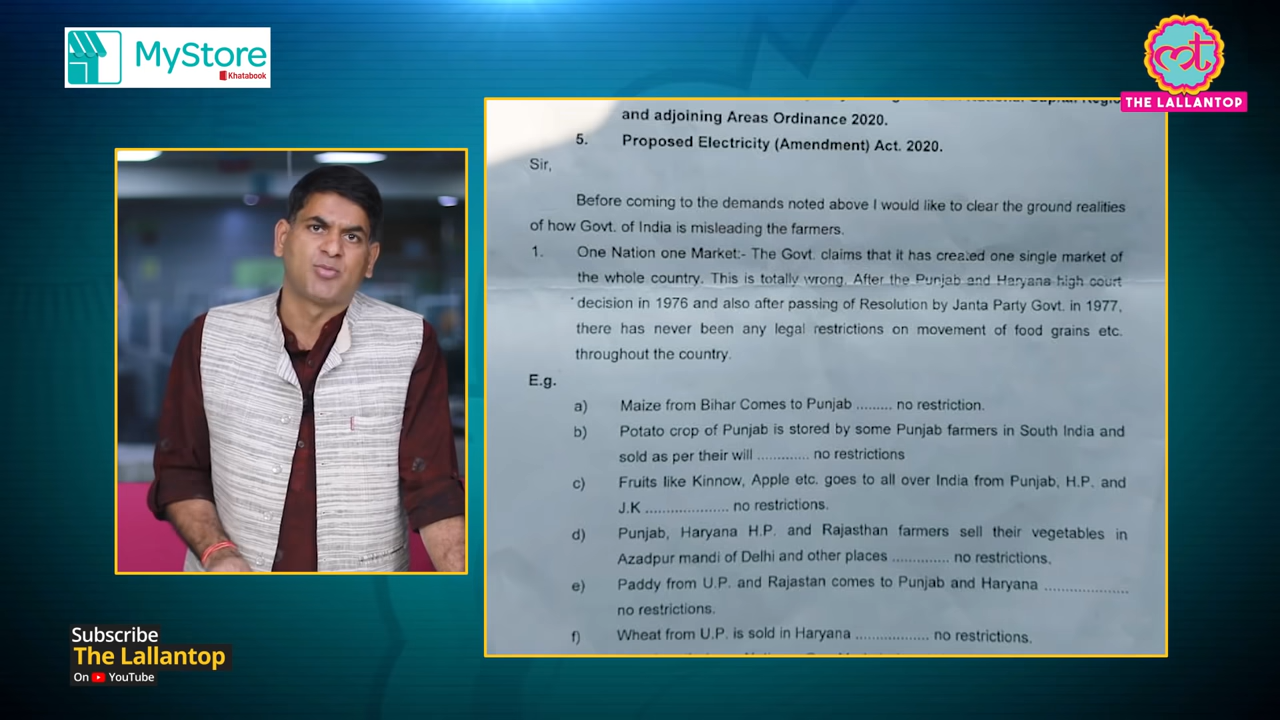 MyStore
Khatabook
THE LALLANTOP
and adjoining Areas Ordinance 2020.
5. Proposed Electricity (Amendment) Act. 2020.
Sir,
Before coming to the demands noted above I would like to clear the ground realities
of how Govt. of India is misleading the farmers.
1. One Nation one Market:- The Govt. claims that it has created one single market of
the whole country. This is totally wrong. After the Punjab and Haryana high court
decision in 1976 and also after passing of Resolution by Janta Party Govt. in 1977,
there has never been any legal restrictions on movement of food grains etc.
throughout the country.
E.g.
a) Maize from Bihar Comes to Punjab ......... no restriction.
b) Potato crop of Punjab is stored by some Punjab farmers in South India and
sold as per their will ............. no restrictions
c) Fruits like Kinnow, Apple etc. goes to all over India from Punjab, H.P. and
J.K .................... no restrictions.
d) Punjab, Haryana H.P. and Rajasthan farmers sell their vegetables in
Azadpur mandi of Delhi and other places .............. no restrictions.
e) Paddy from U.P. and Rajastan comes to Punjab and Haryana ....................
no restrictions.
f) Wheat from U.P. is sold in Haryana .................. no restrictions.
Subscribe
The Lallantop
On YouTube